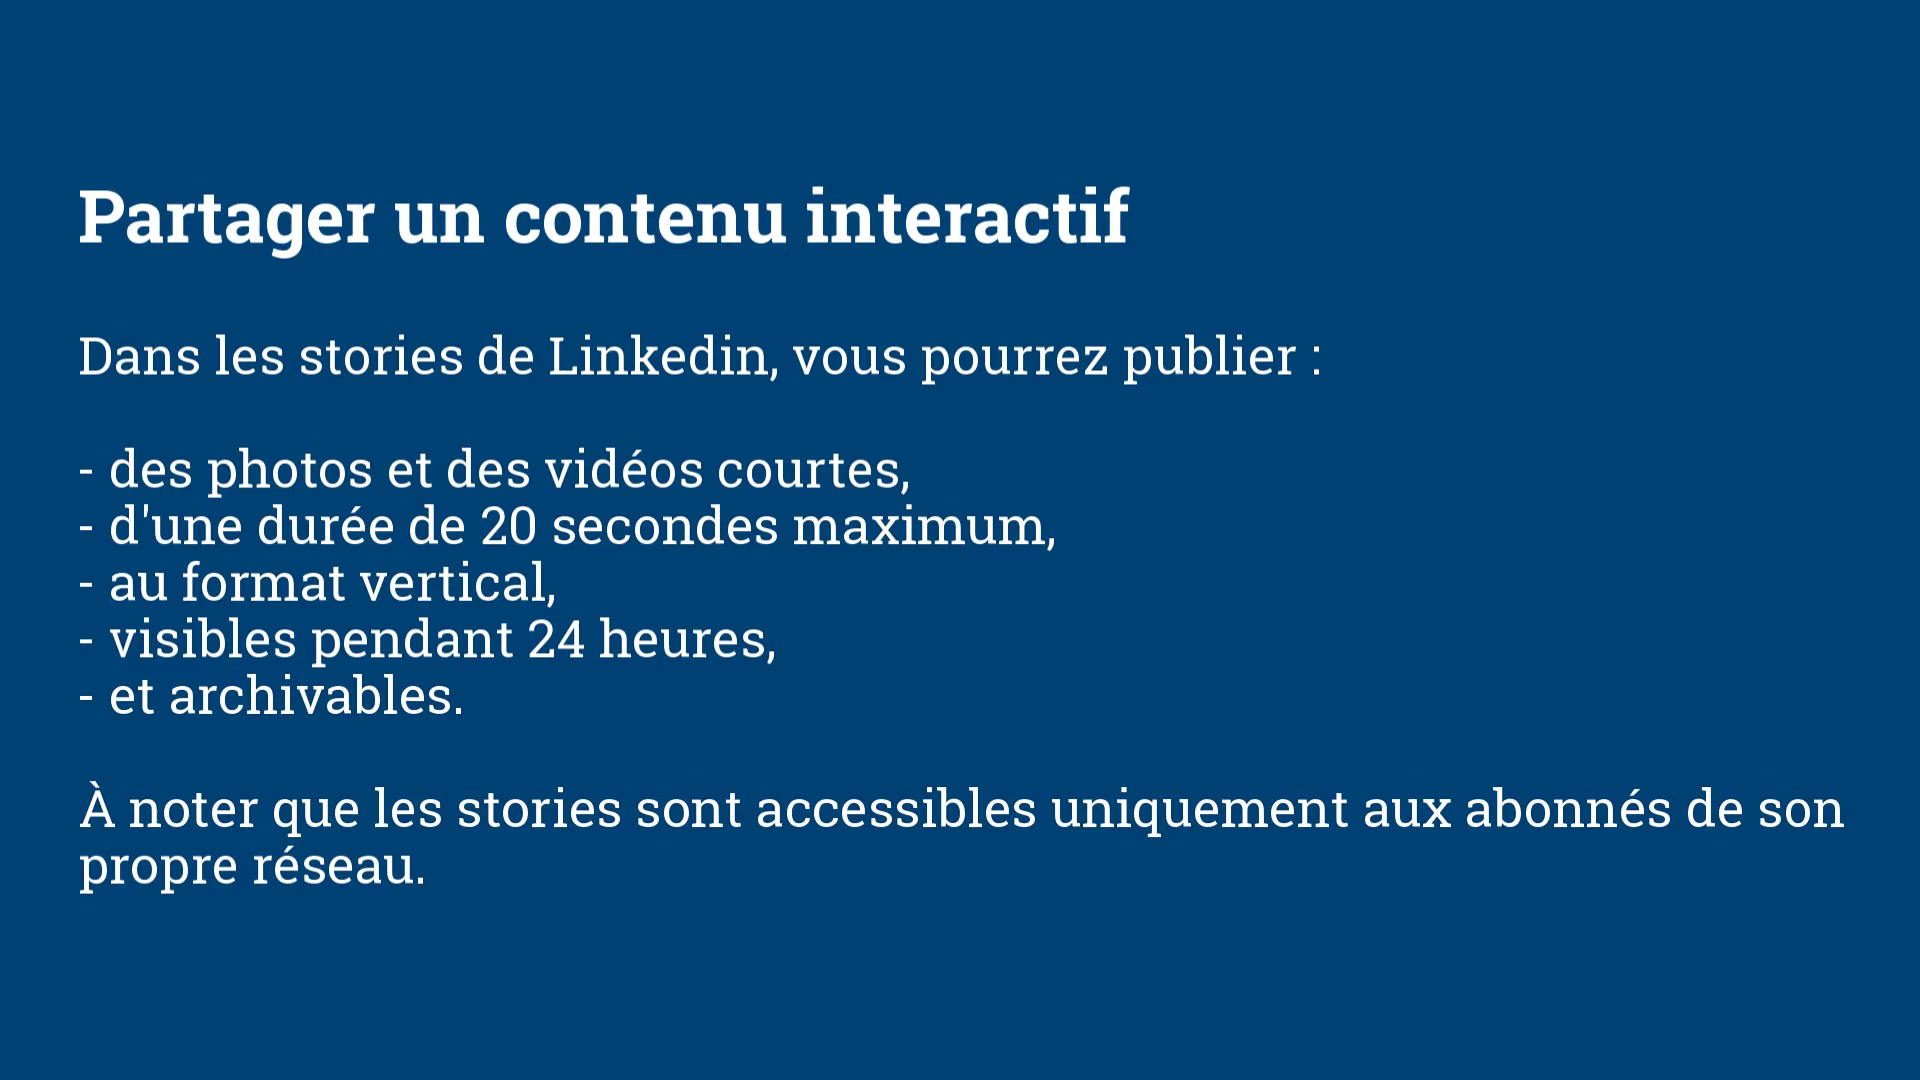 Partager un contenu interactif
Dans les stories de Linkedin, vous pourrez publier :
- des photos et des vidéos courtes,
- d'une durée de 20 secondes maximum,
- au format vertical,
- visibles pendant 24 heures,
- et archivables.
À noter que les stories sont accessibles uniquement aux abonnés de son
propre réseau.